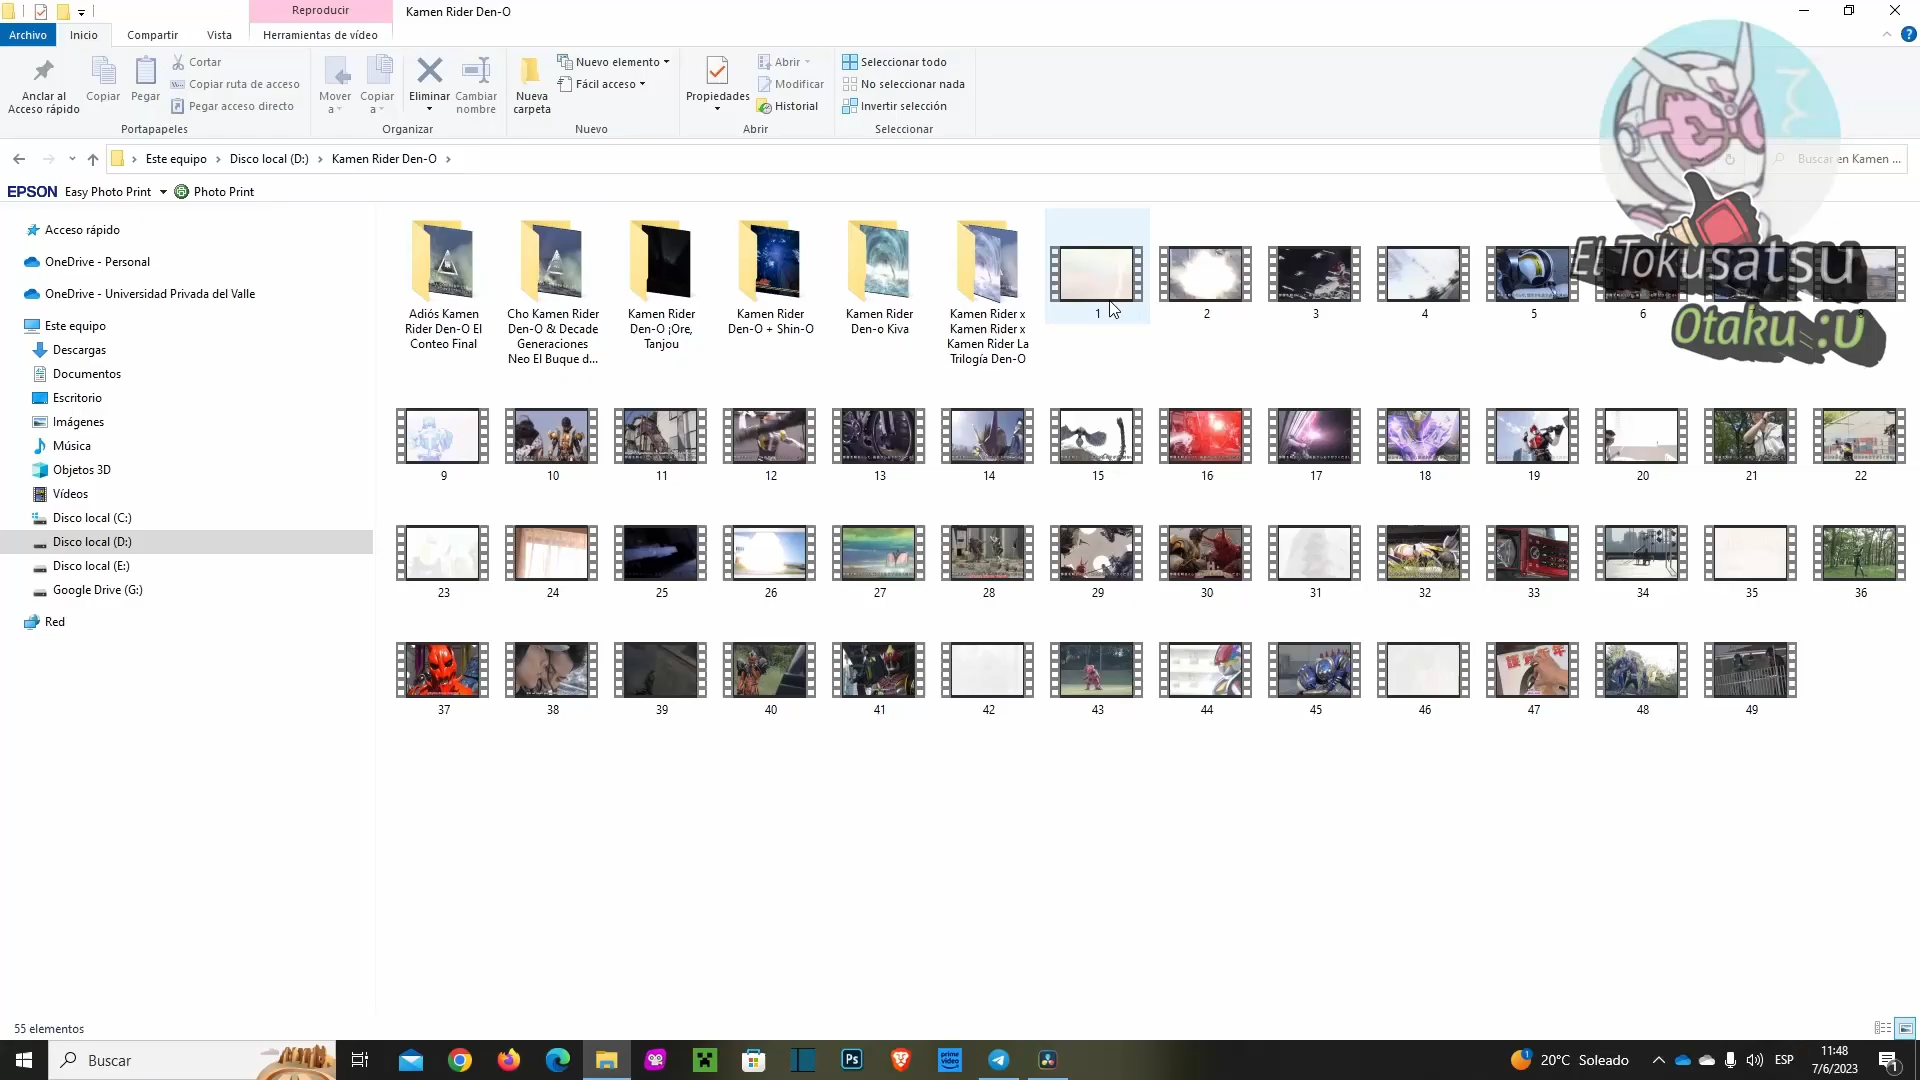 Reproducir
Kamen Rider Den-O
Archivo
Inicio
Compartir
Vista
Herramientas de vídeo
Anclar al
Acceso rápido
Copiar
Pegar
Cortar
Copiar ruta de acceso
Pegar acceso directo
Portapapeles
Mover
a
Copiar
a
Eliminar
Cambiar
nombre
Organizar
Nueva
carpeta
Nuevo elemento
Fácil acceso
Nuevo
Propiedades
Abrir
Modificar
Historial
Abrir
Seleccionar todo
No seleccionar nada
Invertir selección
Seleccionar
Este equipo
Disco local (D:)
Kamen Rider Den-O
Buscar en Kamen ...
EPSON
Easy Photo Print
Photo Print
Acceso rápido
OneDrive - Personal
OneDrive - Universidad Privada del Valle
Este equipo
Descargas
Documentos
Escritorio
Imágenes
Música
Objetos 3D
Vídeos
Disco local (C:)
Disco local (D:)
Disco local (E:)
Google Drive (G:)
Red
Adiós Kamen
Rider Den-O El
Conteo Final
Cho Kamen Rider
Den-O & Decade
Generaciones
Neo El Buque d...
Kamen Rider
Den-O ¡Ore,
Tanjou
Kamen Rider
Den-O + Shin-O
Kamen Rider
Den-o Kiva
Kamen Rider x
Kamen Rider x
Kamen Rider La
Trilogía Den-O
1
2
3
4
5
6
8
El Tokusatsu
Otaku :U
9
10
11
12
13
14
15
16
17
18
19
20
21
22
23
24
25
26
27
28
29
30
31
32
33
34
35
36
37
38
39
40
41
42
43
44
45
46
47
48
49
55 elementos
Buscar
Ps
prime
video
1
20°C Soleado
ESP
11:48
7/6/2023
1